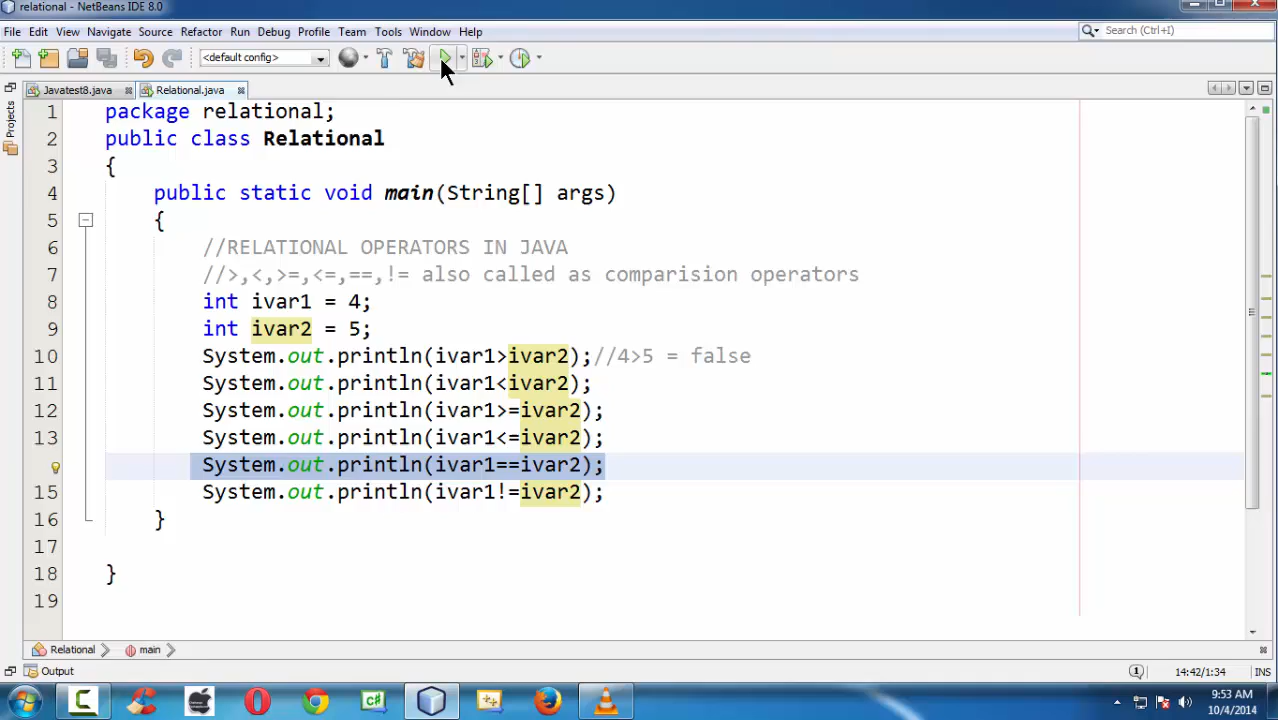 relational - NetBeans IDE 8.0
File Edit View Navigate Source Refactor Run Debug Profile Team Tools Window Help
Search (Ctrl+I)
<default config>
Javatest8.java Relational.java
Projects
1 package relational;
2 public class Relational
3 {
4 public static void main(String[] args)
5 {
6 //RELATIONAL OPERATORS IN JAVA
7 //>,<,>=,<=,==,!= also called as comparision operators
8 int ivar1 = 4;
9 int ivar2 = 5;
10 System.out.println(ivar1>ivar2);//4>5 = false
11 System.out.println(ivar1<ivar2);
12 System.out.println(ivar1>=ivar2);
13 System.out.println(ivar1<=ivar2);
System.out.println(ivar1==ivar2);
15 System.out.println(ivar1!=ivar2);
16 }
17
18 }
19
Relational main
Output
1 14:42/1:34 INS
C#
9:53 AM
10/4/2014